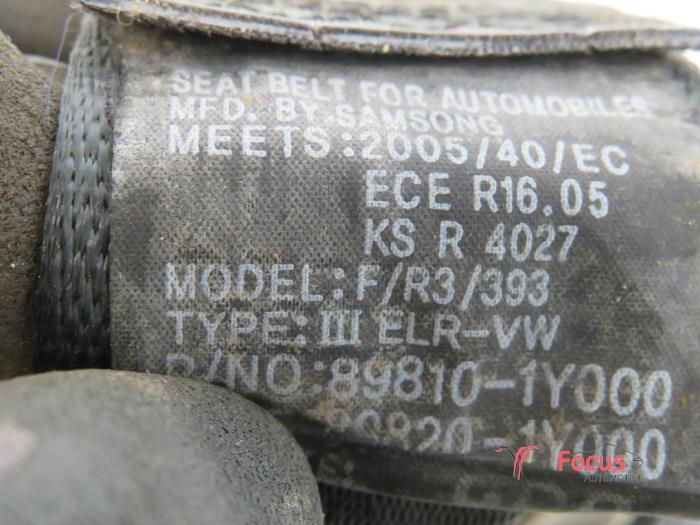 SEAT BELT FOR AUTOMOBILES
MFD. BY SAMSONG
MEETS:2005/40/EC
ECE R16.05
KS R 4027
MODEL:F/R3/393
TYPE:III ELR-VW
P/NO:89810-1Y000
89820-1Y000
Focus
AUTOMOTIVE